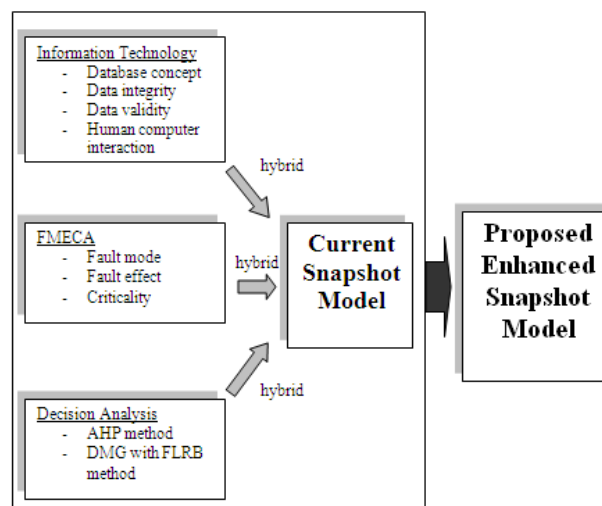 Information Technology
- Database concept
- Data integrity
- Data validity
- Human computer
interaction
hybrid
FMECA
- Fault mode
- Fault effect
- Criticality
hybrid
Current
Snapshot
Model
Proposed
Enhanced
Snapshot
Model
hybrid
Decision Analysis
- AHP method
- DMG with FLRB
method